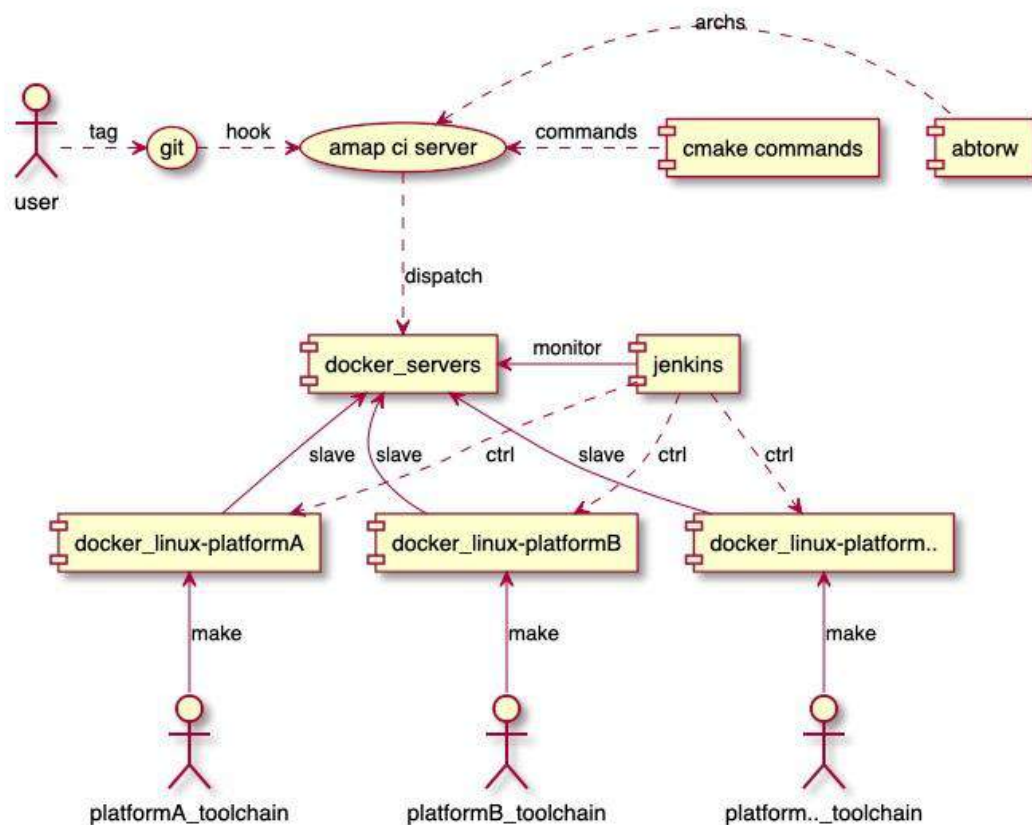 archs
tag
hook
commands
git
amap ci server
cmake commands
abtorw
user
dispatch
monitor
docker_servers
jenkins
slave
slave
ctrl
slave
ctrl
ctrl
docker_linux-platformA
docker_linux-platformB
docker_linux-platform..
make
make
make
platformA_toolchain
platformB_toolchain
platform.._toolchain